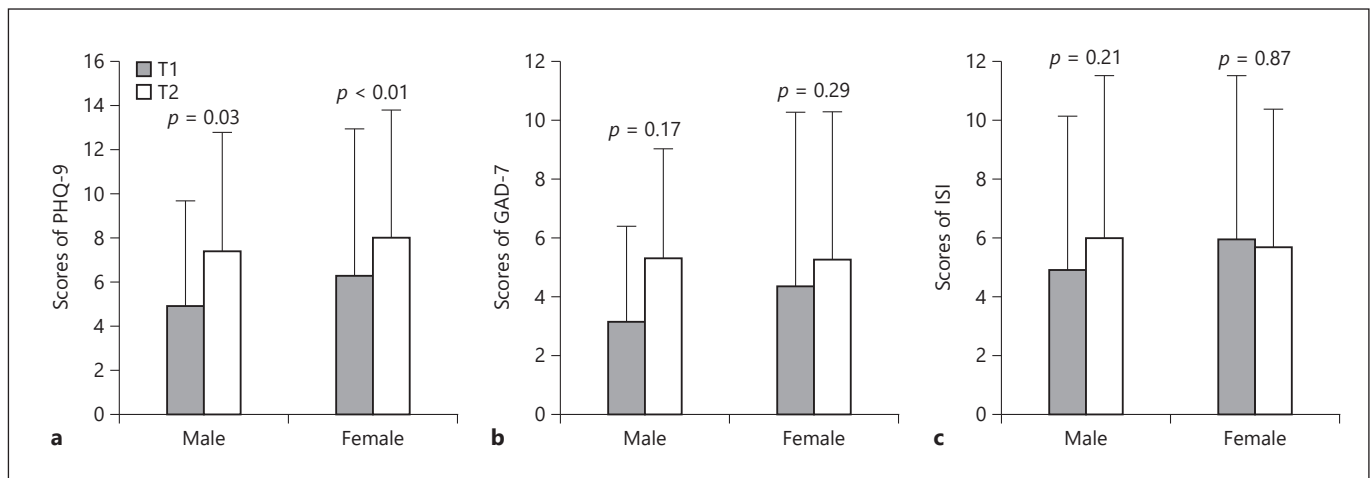 Scores of PHQ-9
16
14
12
10
8
6
4
2
0
T1
T2
p = 0.03
p < 0.01
Male
Female
a
Scores of GAD-7
12
10
8
6
4
2
0
p = 0.17
p = 0.29
Male
Female
b
Scores of ISI
12
10
8
6
4
2
0
p = 0.21
p = 0.87
Male
Female
c